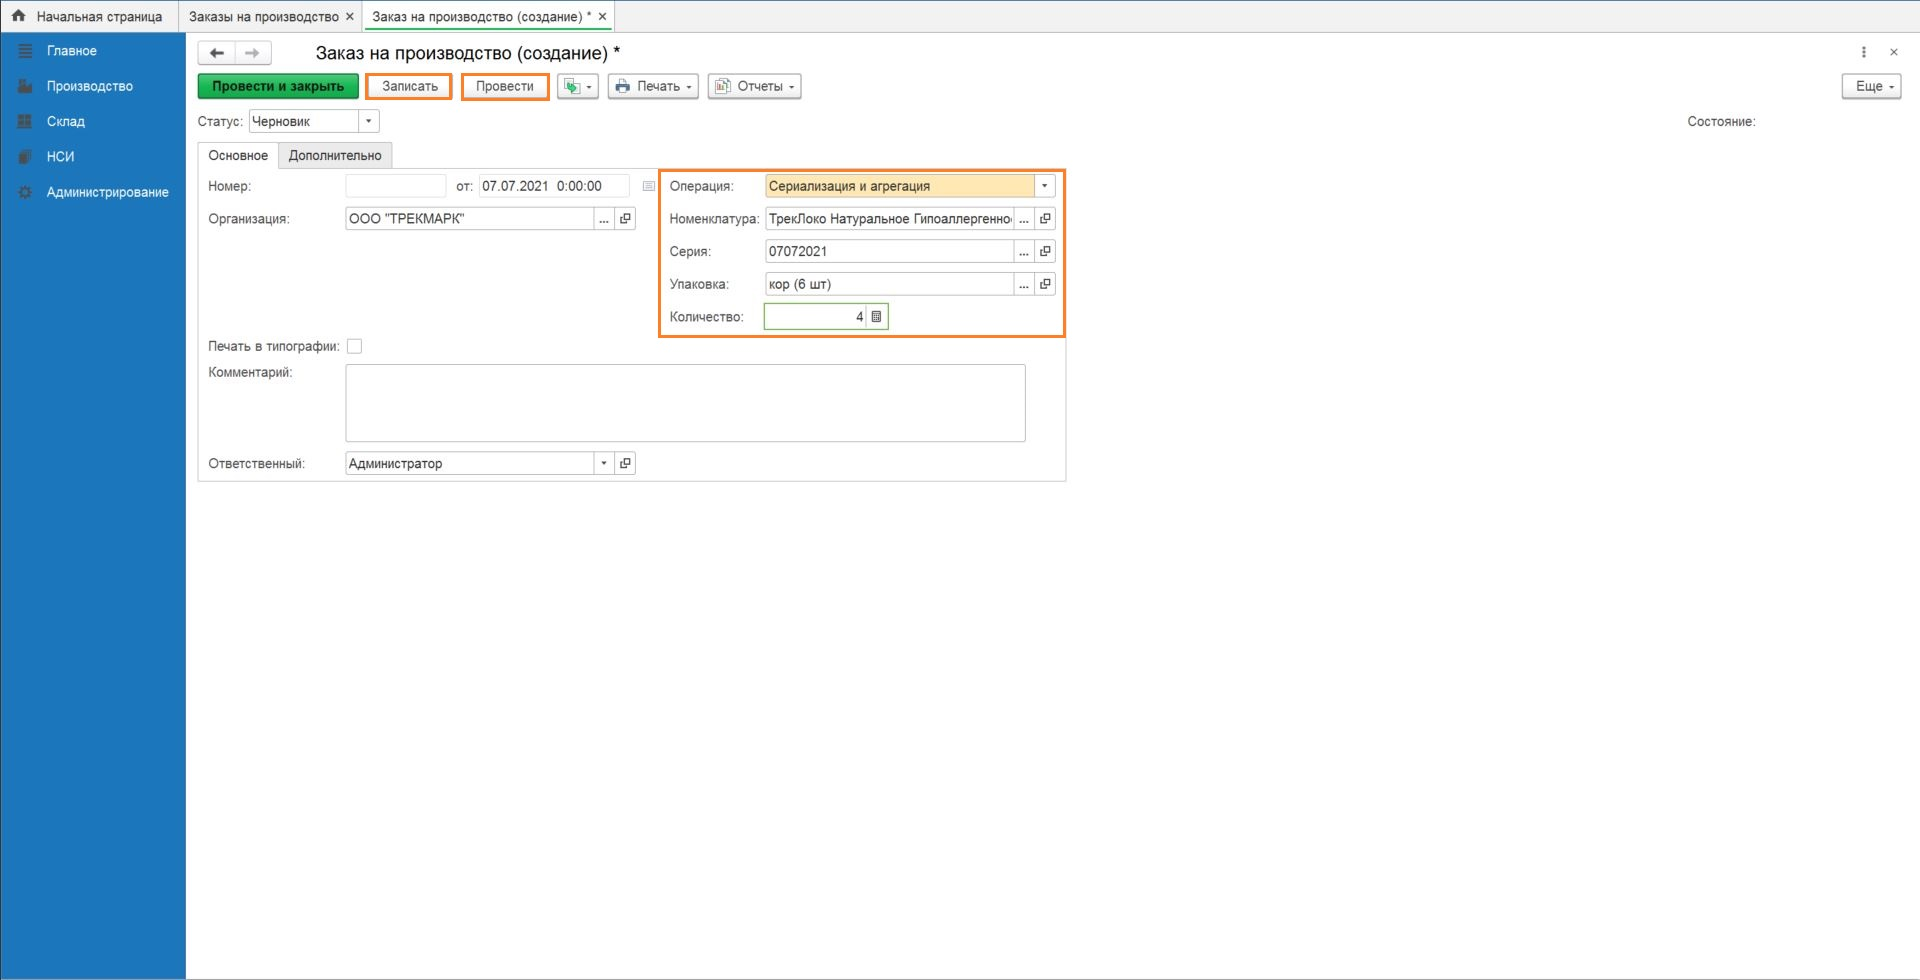 Начальная страница
Заказы на производство
Заказ на производство (создание) *
Главное
Производство
Склад
НСИ
Администрирование
Заказ на производство (создание) *
Провести и закрыть
Записать
Провести
Печать
Отчеты
Еще
Статус: Черновик
Состояние:
Основное
Дополнительно
Номер: от: 07.07.2021 0:00:00
Операция: Сериализация и агрегация
Организация: ООО "ТРЕКМАРК" ...
Номенклатура: ТрекЛоко Натуральное Гипоаллергенно ...
Серия: 07072021 ...
Упаковка: кор (6 шт) ...
Количество: 4
Печать в типографии:
Комментарий:
Ответственный: Администратор